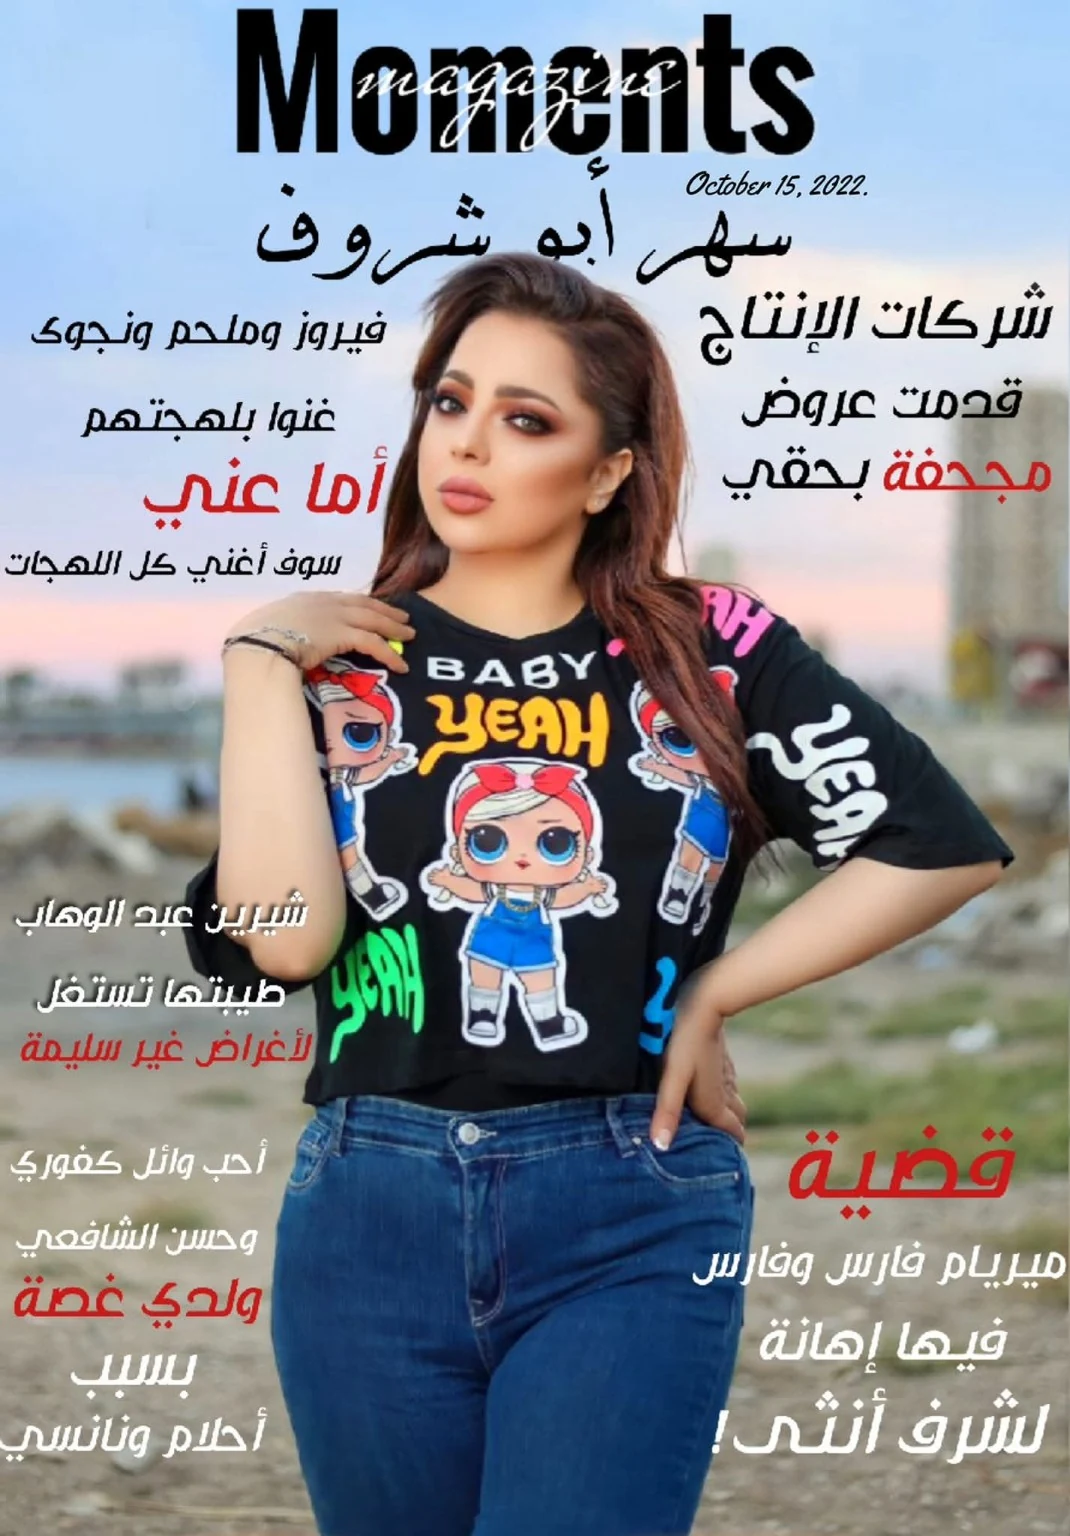 Moments
magazine
October 15, 2022.
سهر أبو شروف
شركات الإنتاج
قدمت عروض
مجحفة بحقي
فيروز وملحم ونجوى
غنوا بلهجتهم
أما عني
سوف أغني كل اللهجات
AH
BABY
YEAH
YEAH
YEAH
Y
شيرين عبد الوهاب
طيبتها تستغل
لأغراض غير سليمة
أحب وائل كفوري
وحسن الشافعي
ولدي غصة
بسبب
أحلام ونانسي
قضية
ميريام فارس وفارس
فيها إهانة
لشرف أنثى!